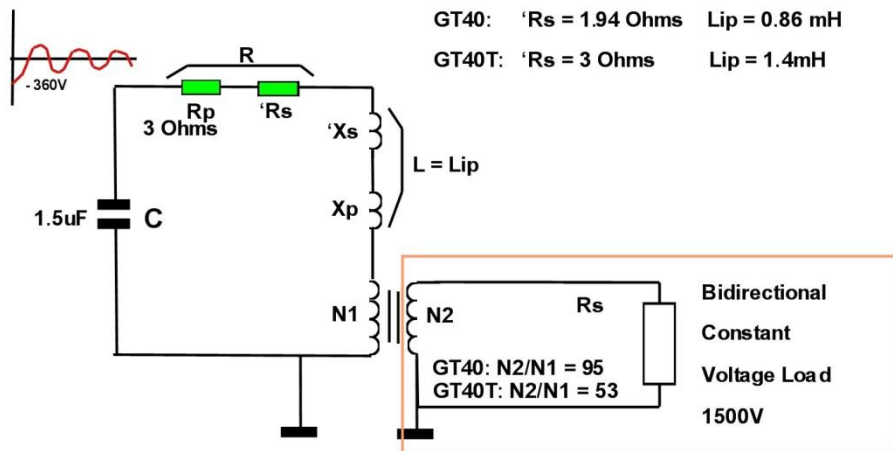 GT40: ‘Rs = 1.94 Ohms Lip = 0.86 mH
GT40T: ‘Rs = 3 Ohms Lip = 1.4mH
- 360V
R
Rp
‘Rs
3 Ohms
‘Xs
L = Lip
Xp
1.5uF
C
N1
N2
Rs
Bidirectional
Constant
Voltage Load
1500V
GT40: N2/N1 = 95
GT40T: N2/N1 = 53